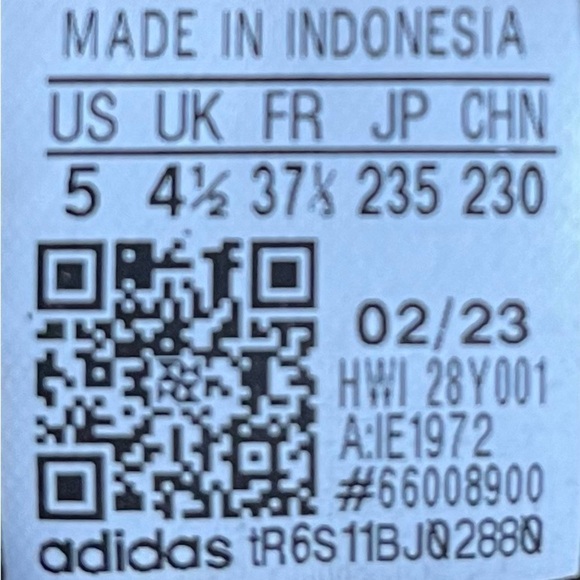 MADE IN INDONESIA
US UK FR JP CHN
5 4½ 37⅓ 235 230
02/23
HWI 28Y001
A:IE1972
#66008900
adidas tR6S11BJ02880